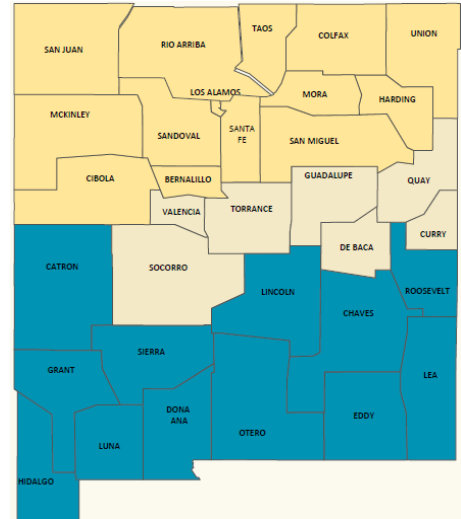 TAOS
UNION
COLFAX
RIO ARRIBA
SAN JUAN
LOS ALAMOS
MORA
HARDING
MCKINLEY
SANDOVAL
SANTA
FE
SAN MIGUEL
CIBOLA
BERNALILLO
GUADALUPE
QUAY
VALENCIA
TORRANCE
CURRY
DE BACA
CATRON
SOCORRO
LINCOLN
ROOSEVELT
CHAVES
SIERRA
GRANT
LEA
DONA
ANA
EDDY
LUNA
OTERO
HIDALGO